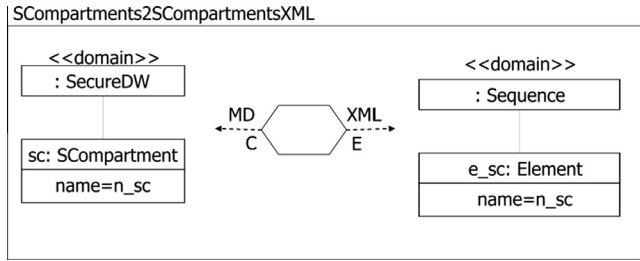 SCompartments2SCompartmentsXML
<<domain>>
: SecureDW
sc: SCompartment
name=n_sc
MD
XML
C
E
<<domain>>
: Sequence
e_sc: Element
name=n_sc